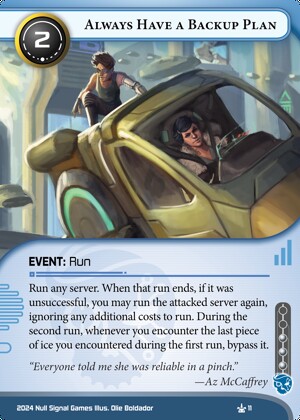 2
Always Have a Backup Plan
EVENT: Run
Run any server. When that run ends, if it was
unsuccessful, you may run the attacked server again,
ignoring any additional costs to run. During the
second run, whenever you encounter the last piece
of ice you encountered during the first run, bypass it.
“Everyone told me she was reliable in a pinch.”
—Az McCaffrey
2024 Null Signal Games Illus. Olie Boldador
11